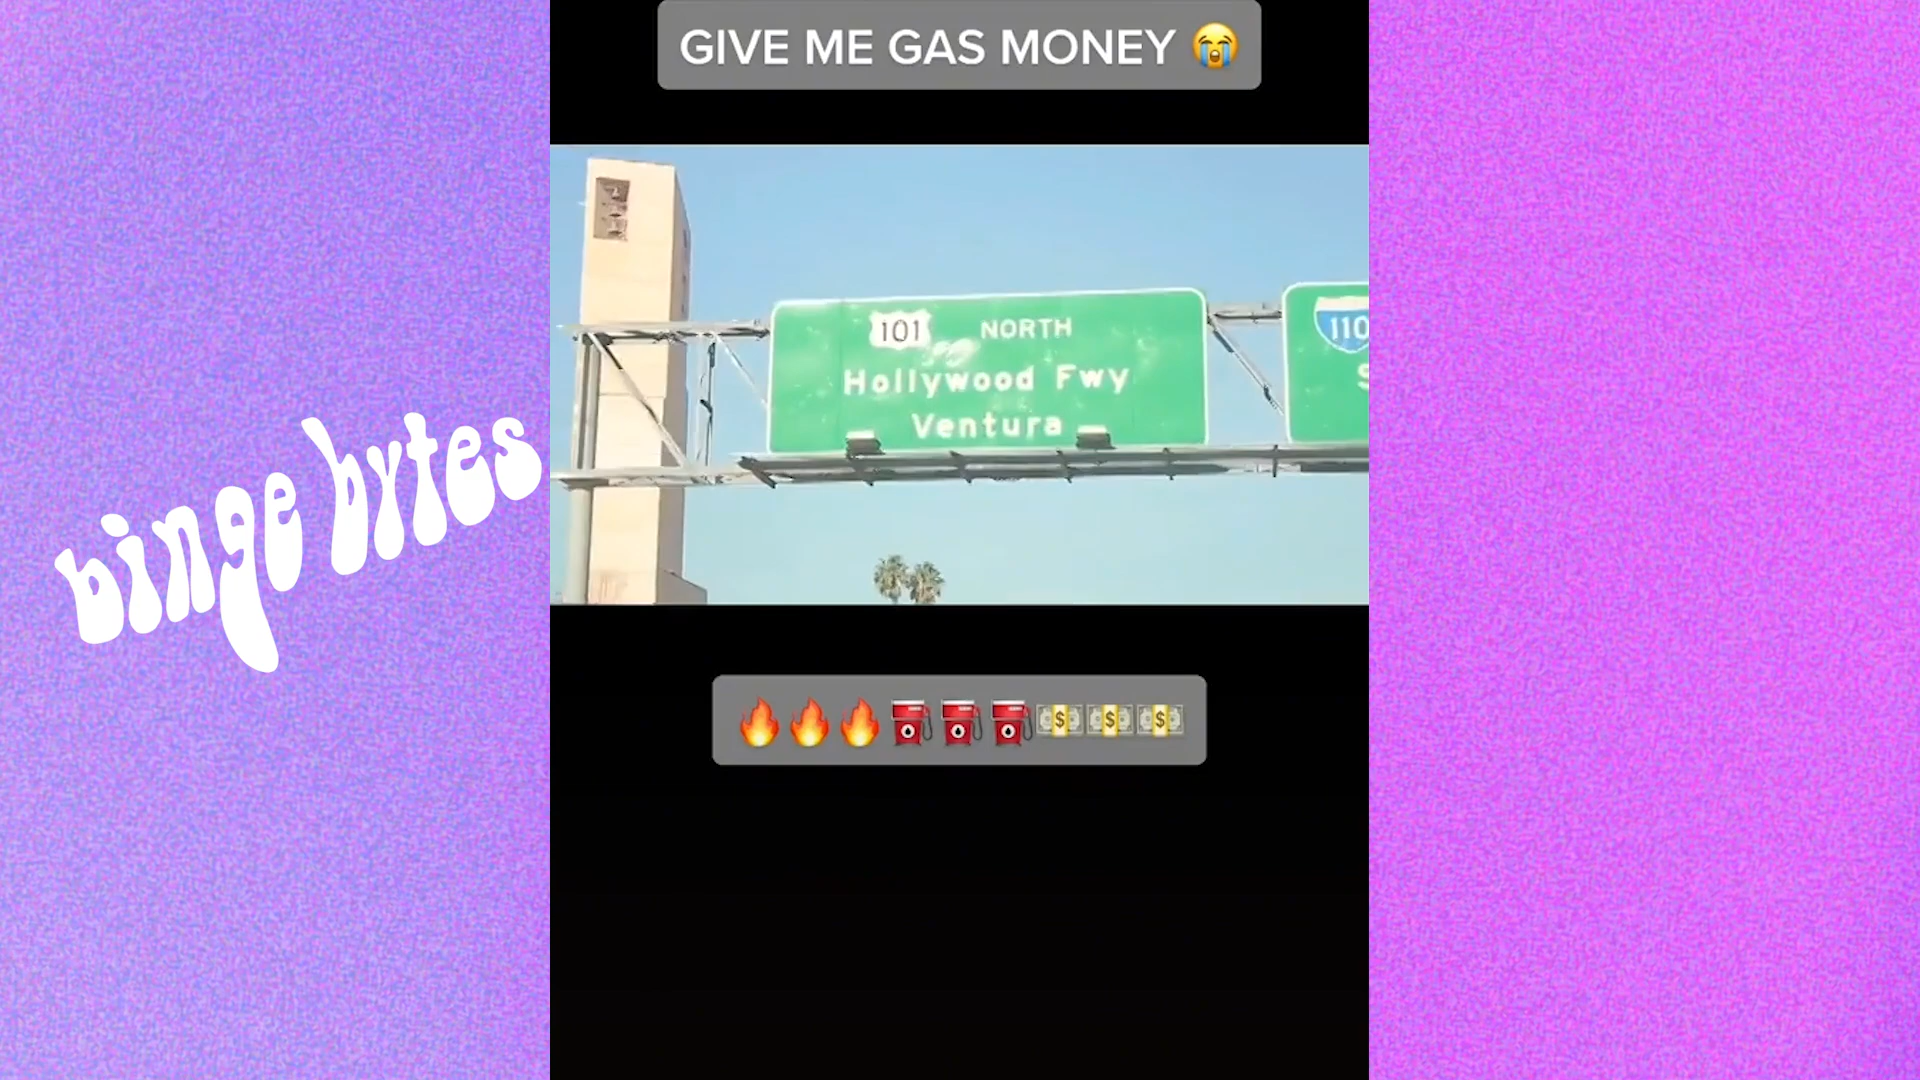 GIVE ME GAS MONEY 😭
binge bytes
101 NORTH
Hollywood Fwy
Ventura
110
S
🔥🔥🔥⛽⛽⛽💵💵💵